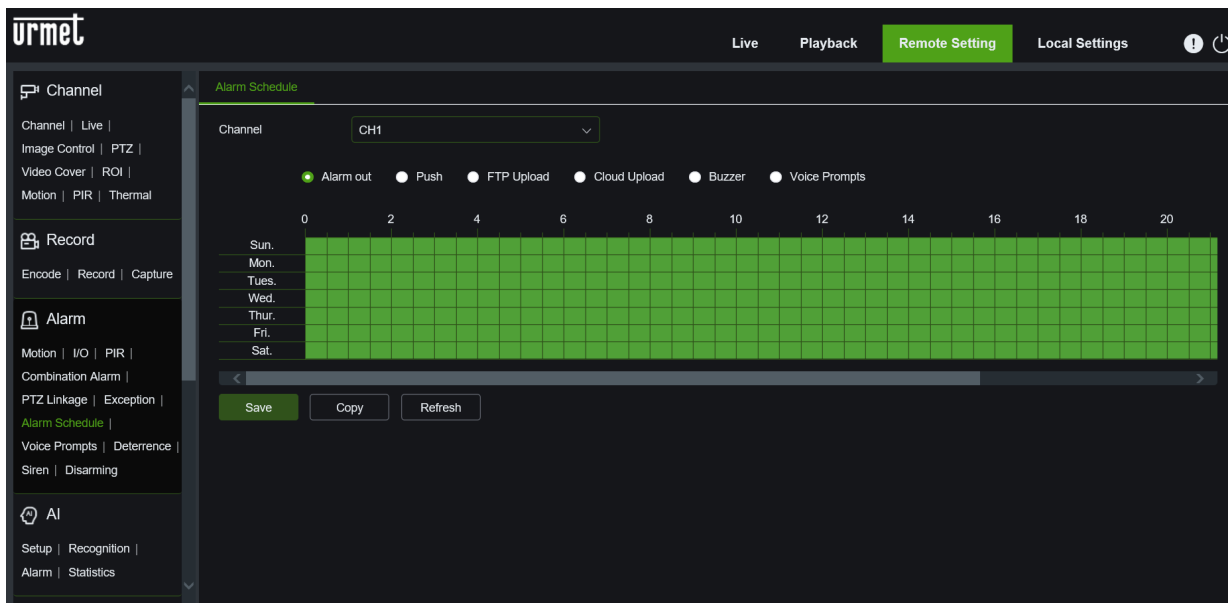 urmet
Live Playback Remote Setting Local Settings
Channel
Channel | Live |
Image Control | PTZ |
Video Cover | ROI |
Motion | PIR | Thermal
Record
Encode | Record | Capture
Alarm
Motion | I/O | PIR |
Combination Alarm |
PTZ Linkage | Exception |
Alarm Schedule |
Voice Prompts | Deterrence |
Siren | Disarming
AI
Setup | Recognition |
Alarm | Statistics
Alarm Schedule
Channel CH1
Alarm out Push FTP Upload Cloud Upload Buzzer Voice Prompts
0 2 4 6 8 10 12 14 16 18 20
Sun.
Mon.
Tues.
Wed.
Thur.
Fri.
Sat.
Save Copy Refresh